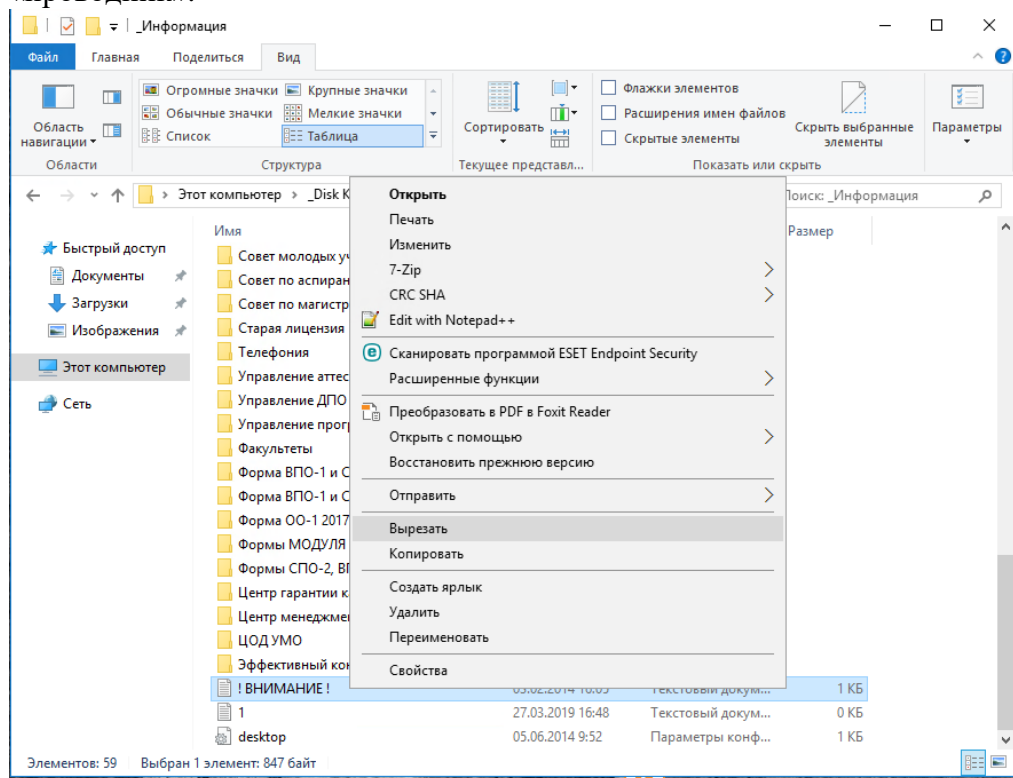 _Информация
Файл Главная Поделиться Вид
Огромные значки Крупные значки
Обычные значки Мелкие значки
Список Таблица
Область навигации
Сортировать
Флажки элементов
Расширения имен файлов
Скрытые элементы
Скрыть выбранные элементы
Параметры
Области Структура Текущее представл... Показать или скрыть
Этот компьютер > _Disk K
Поиск: _Информация
Имя Размер
Быстрый доступ
Документы
Загрузки
Изображения
Этот компьютер
Сеть
Совет молодых уч
Совет по аспиран
Совет по магистр
Старая лицензия
Телефония
Управление аттес
Управление ДПО
Управление прогр
Факультеты
Форма ВПО-1 и С
Форма ВПО-1 и С
Форма ОО-1 2017
Формы МОДУЛЯ
Формы СПО-2, ВП
Центр гарантии к
Центр менеджмен
ЦОД УМО
Эффективный кон
Открыть
Печать
Изменить
7-Zip
CRC SHA
Edit with Notepad++
Сканировать программой ESET Endpoint Security
Расширенные функции
Преобразовать в PDF в Foxit Reader
Открыть с помощью
Восстановить прежнюю версию
Отправить
Вырезать
Копировать
Создать ярлык
Удалить
Переименовать
Свойства
! ВНИМАНИЕ ! 1 КБ
1 27.03.2019 16:48 Текстовый докум... 0 КБ
desktop 05.06.2014 9:52 Параметры конф... 1 КБ
Элементов: 59 Выбран 1 элемент: 847 байт